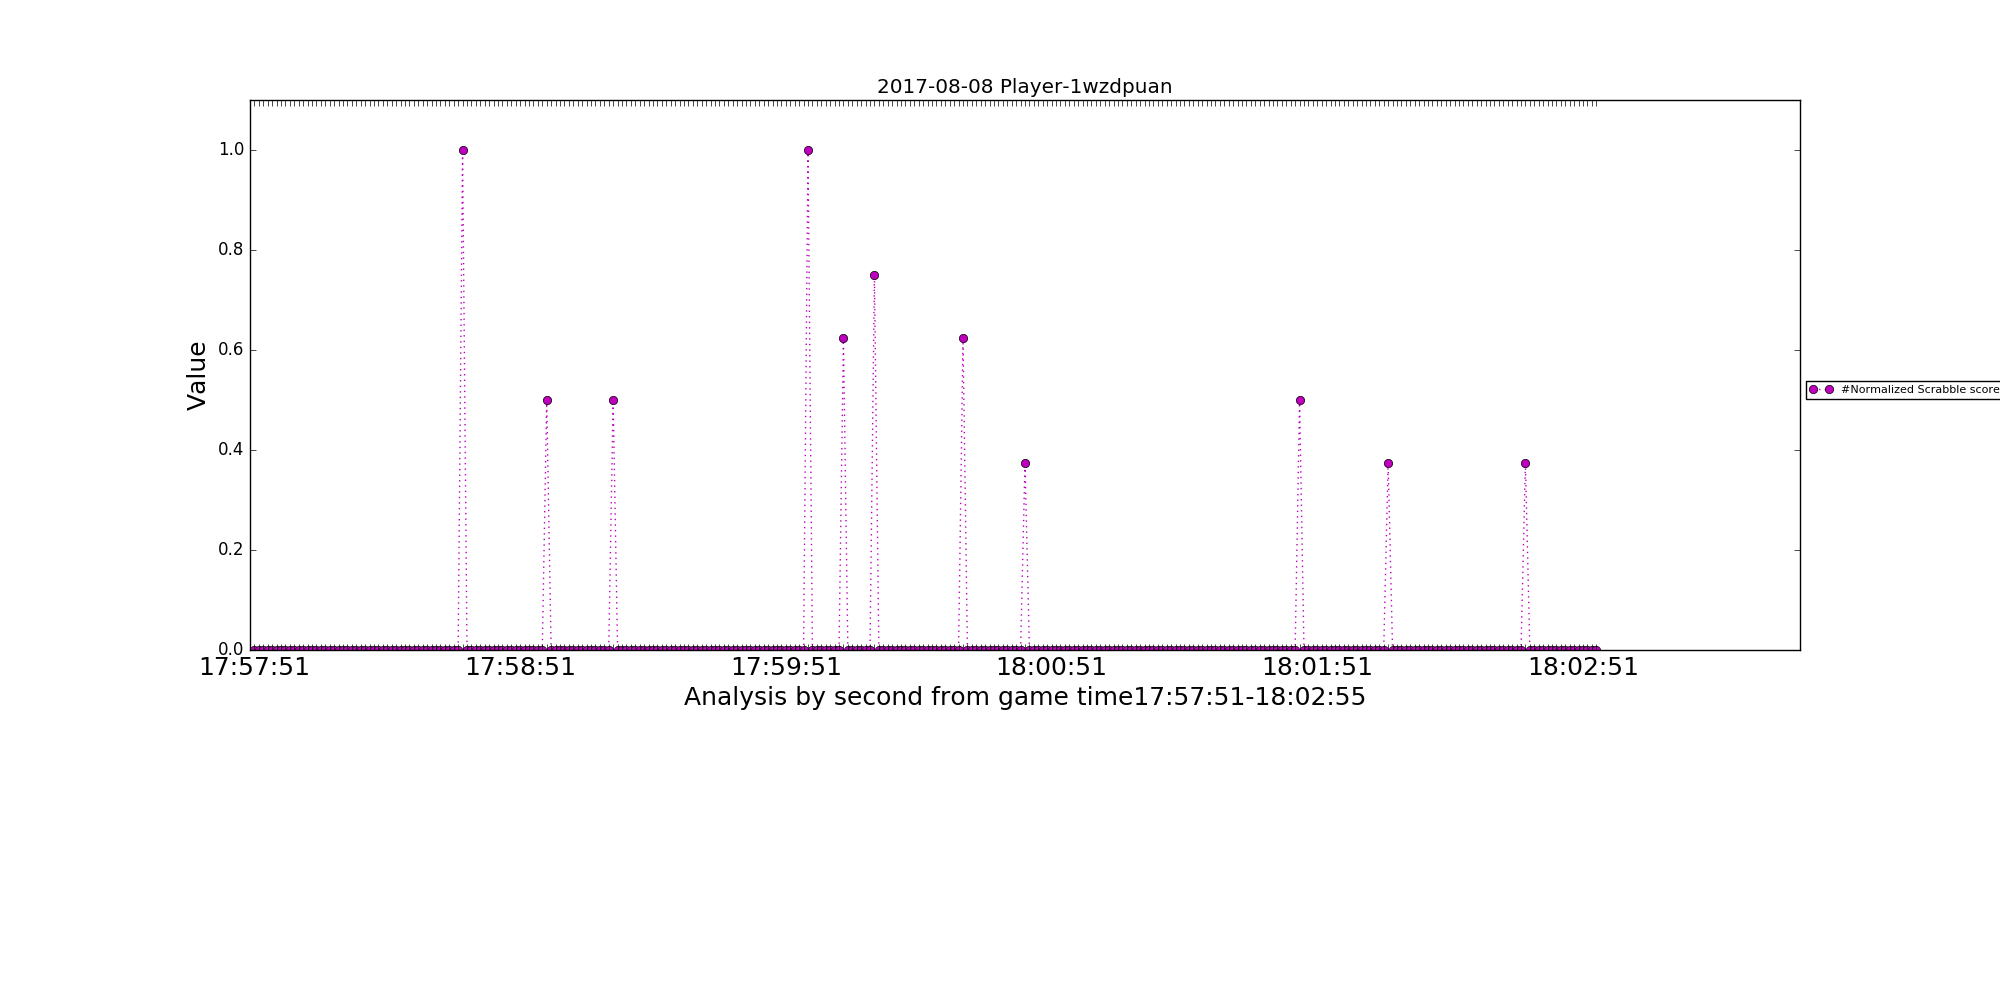 2017-08-08 Player-1wzdpuan
1.0
0.8
0.6
0.4
0.2
0.0
Value
#Normalized Scrabble score
17:57:51 17:58:51 17:59:51 18:00:51 18:01:51 18:02:51
Analysis by second from game time17:57:51-18:02:55